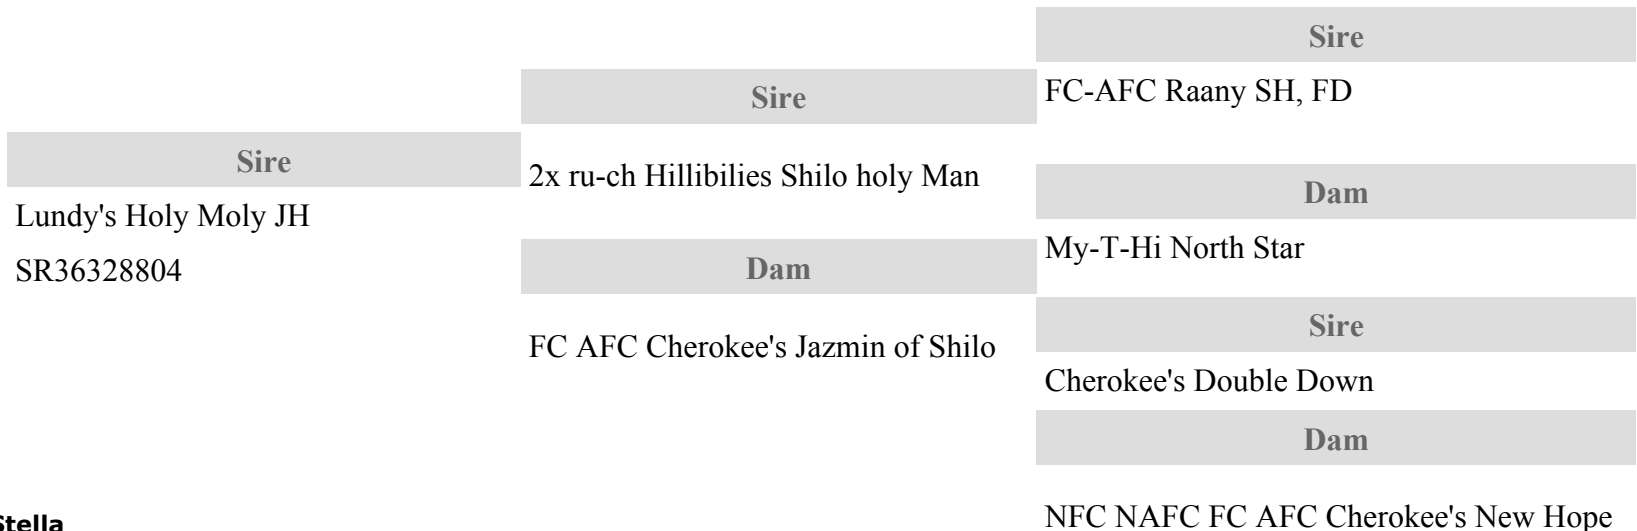 Sire
FC-AFC Raany SH, FD
Sire
2x ru-ch Hillibilies Shilo holy Man
Sire
Lundy's Holy Moly JH
SR36328804
Dam
My-T-Hi North Star
Dam
FC AFC Cherokee's Jazmin of Shilo
Sire
Cherokee's Double Down
Dam
NFC NAFC FC AFC Cherokee's New Hope
Stella